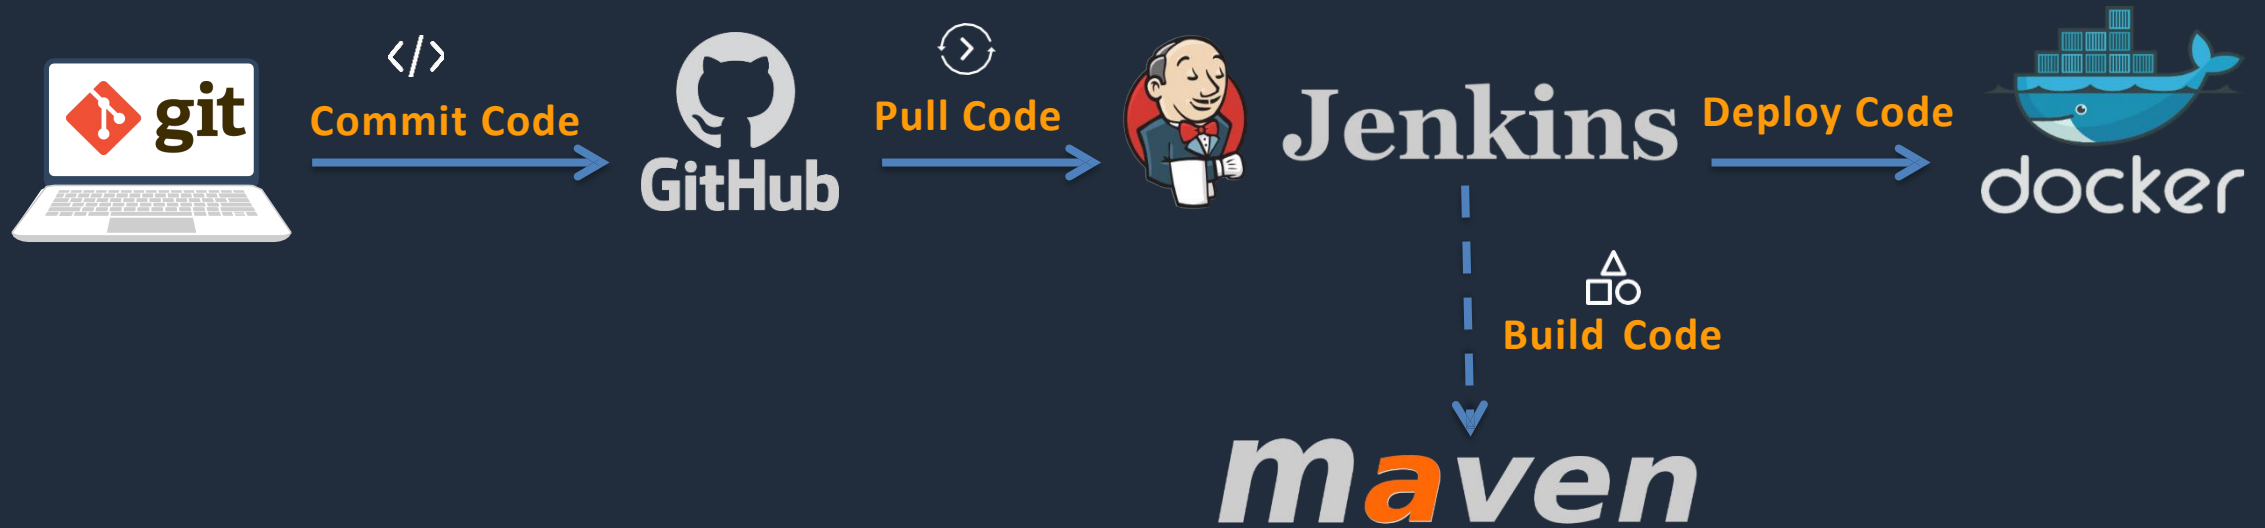 git
Commit Code
GitHub
Pull Code
Jenkins
Deploy Code
docker
Build Code
maven